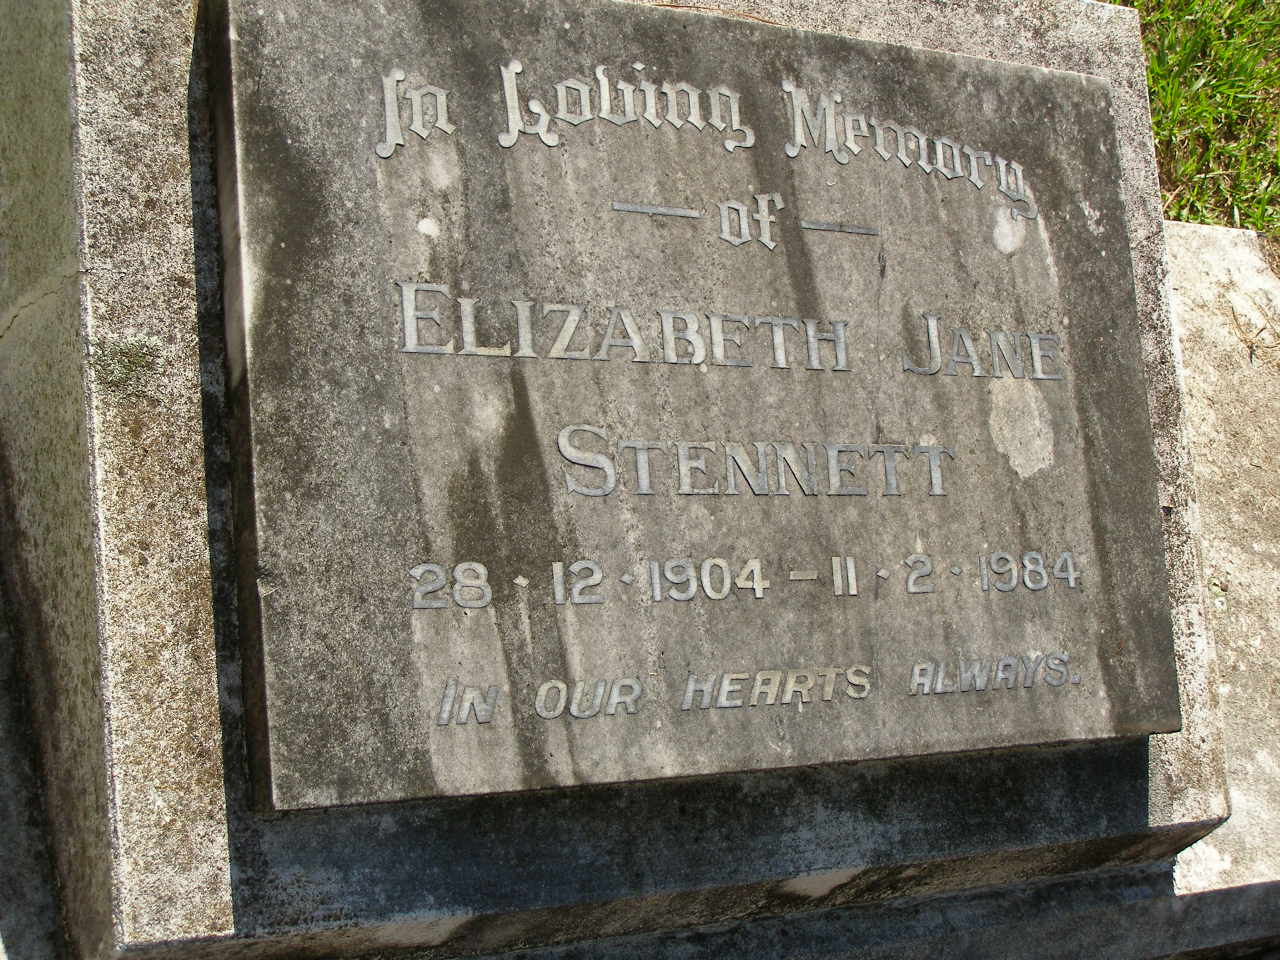 In Loving Memory
— of —
ELIZABETH JANE
STENNETT
28 · 12 · 1904 – 11 · 2 · 1984
IN OUR HEARTS ALWAYS.